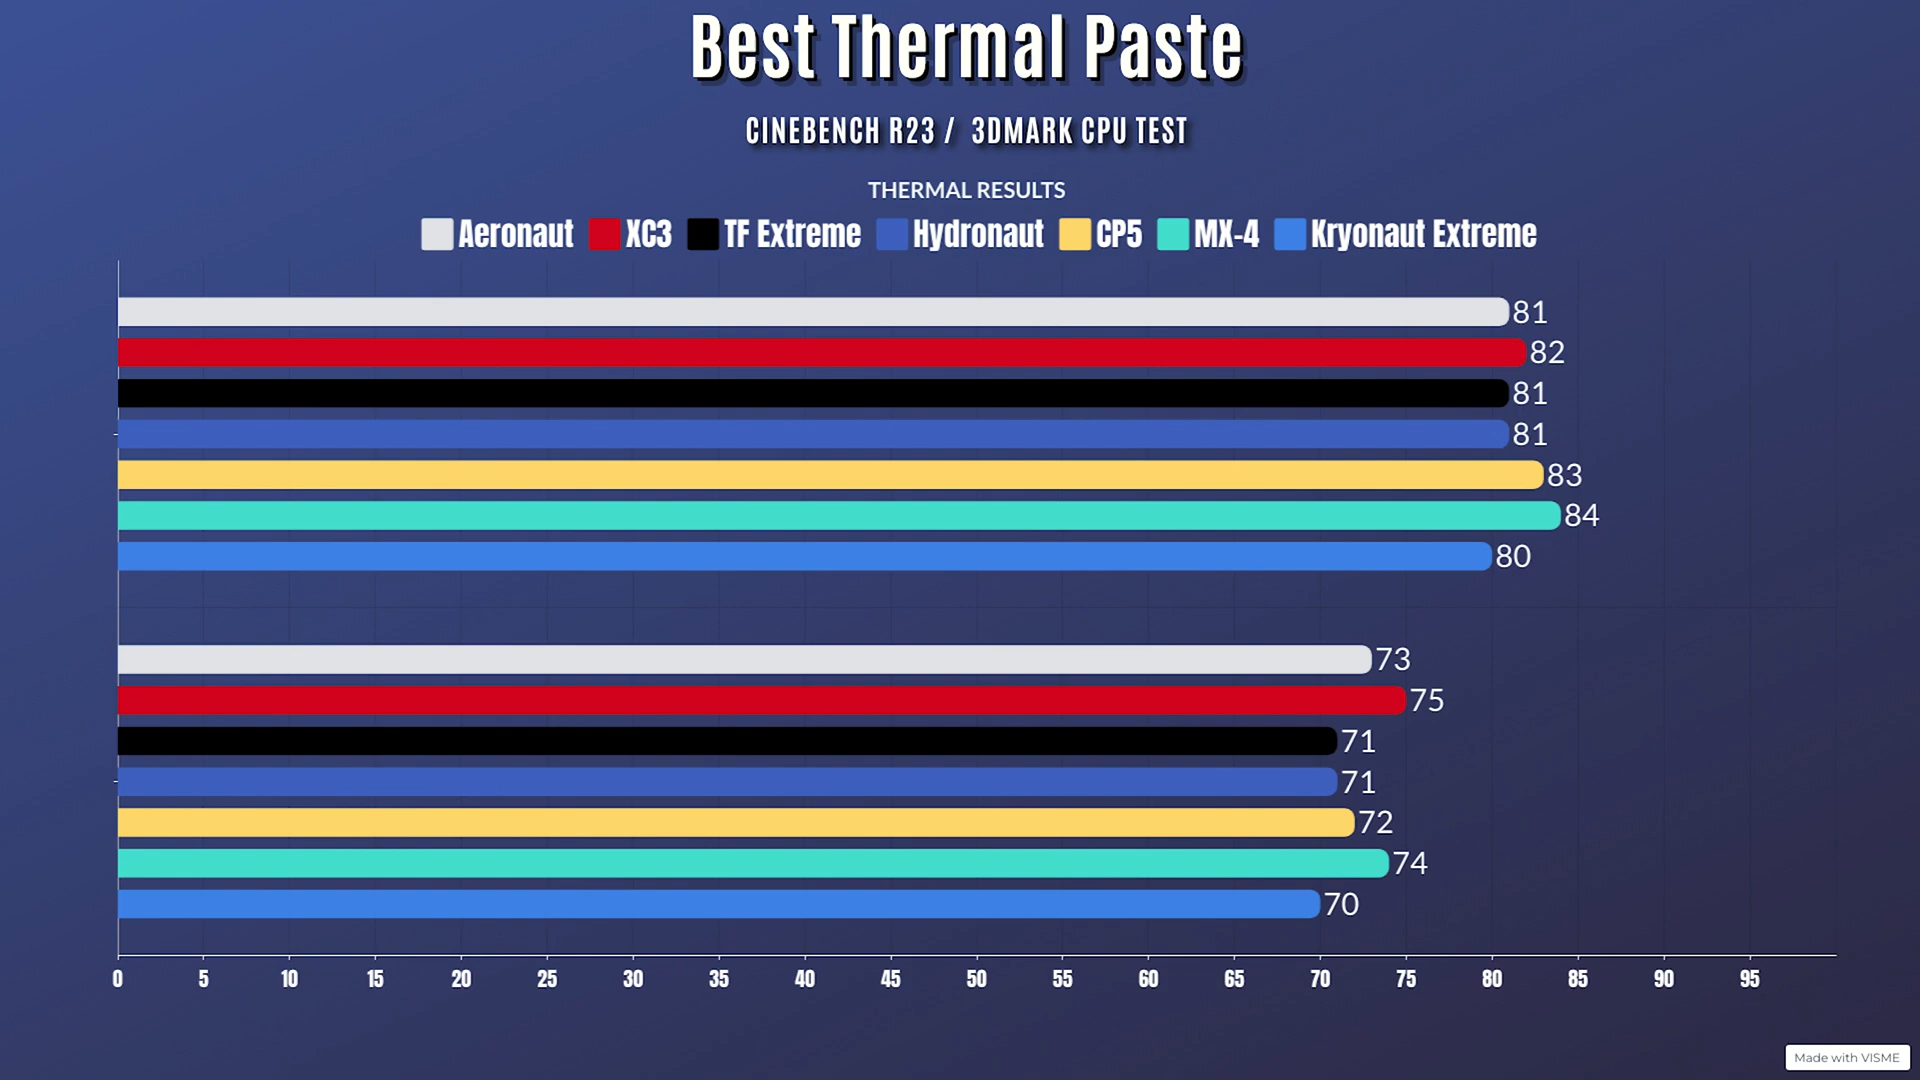 Best Thermal Paste
CINEBENCH R23 / 3DMARK CPU TEST
THERMAL RESULTS
Aeronaut XC3 TF Extreme Hydronaut CP5 MX-4 Kryonaut Extreme
81
82
81
81
83
84
80
73
75
71
71
72
74
70
0 5 10 15 20 25 30 35 40 45 50 55 60 65 70 75 80 85 90 95
Made with VISME